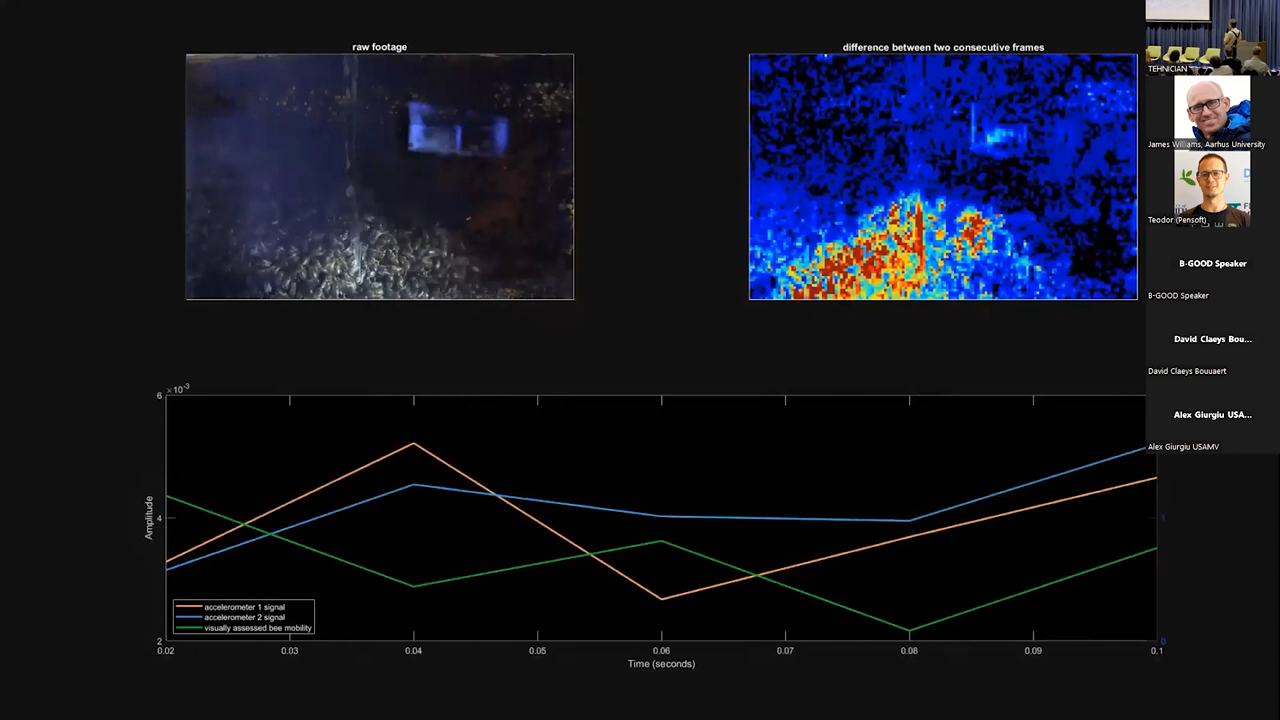 raw footage
difference between two consecutive frames
×10⁻³
6
4
2
Amplitude
1
0
accelerometer 1 signal
accelerometer 2 signal
visually assessed bee mobility
0.02
0.03
0.04
0.05
0.06
0.07
0.08
0.09
0.1
Time (seconds)
TEHNICIAN
James Williams, Aarhus University
Teodor (Pensoft)
B-GOOD Speaker
B-GOOD Speaker
David Claeys Bou...
David Claeys Bouuaert
Alex Giurgiu USA...
Alex Giurgiu USAMV